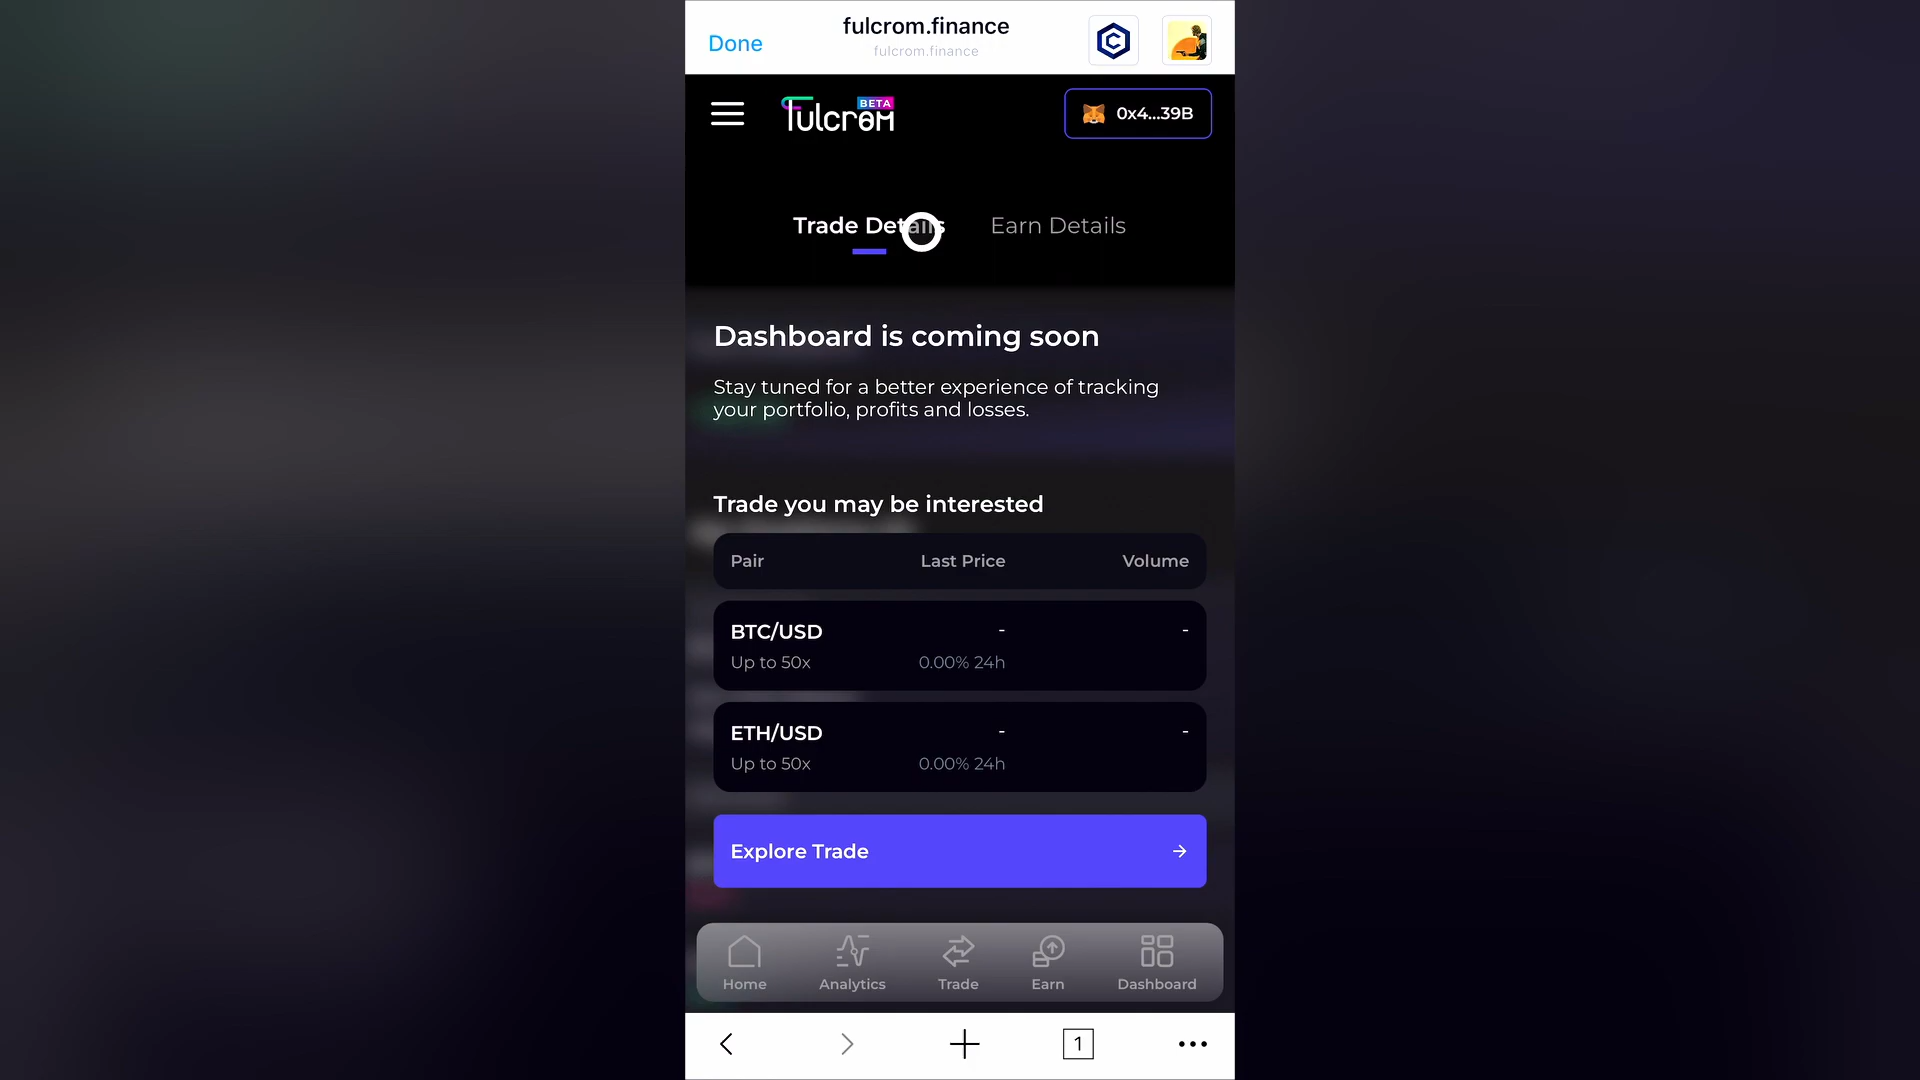 Done
fulcrom.finance
fulcrom.finance
Fulcrom
BETA
0x4...39B
Trade Details
Earn Details
Dashboard is coming soon
Stay tuned for a better experience of tracking
your portfolio, profits and losses.
Trade you may be interested
Pair Last Price Volume
BTC/USD - -
Up to 50x 0.00% 24h
ETH/USD - -
Up to 50x 0.00% 24h
Explore Trade
Home Analytics Trade Earn Dashboard
1